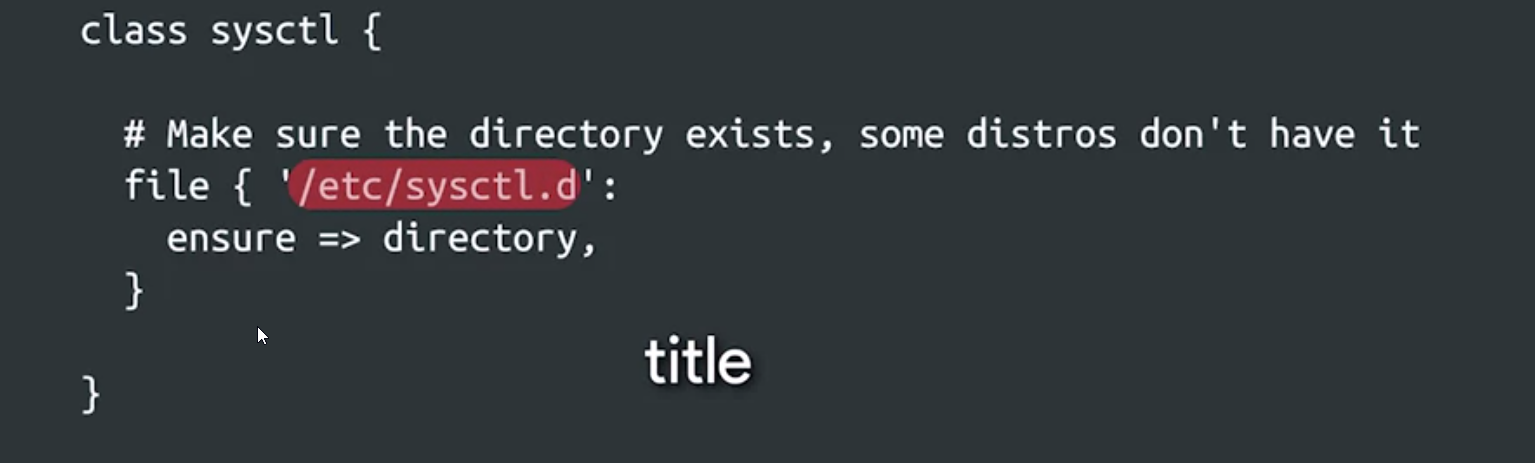 class sysctl {
# Make sure the directory exists, some distros don't have it
file { '/etc/sysctl.d':
ensure => directory,
}
title
}